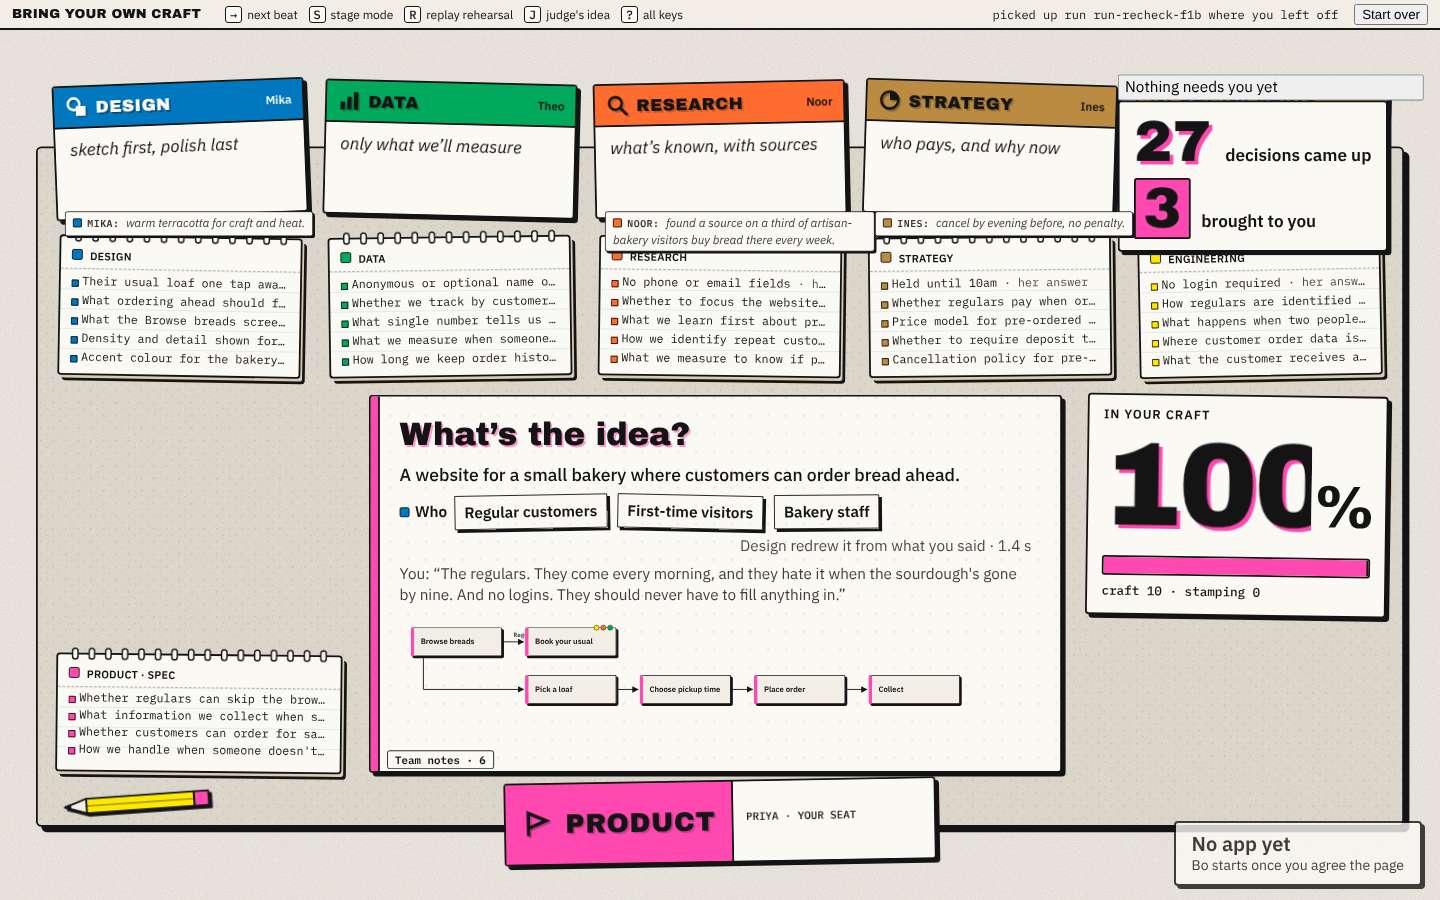 BRING YOUR OWN CRAFT → next beat S stage mode R replay rehearsal J judge's idea ? all keys picked up run run-recheck-f1b where you left off Start over
Nothing needs you yet
DESIGN Mika
sketch first, polish last
DATA Theo
only what we'll measure
RESEARCH Noor
what's known, with sources
STRATEGY Ines
who pays, and why now
27 decisions came up
3 brought to you
MIKA: warm terracotta for craft and heat.
NOOR: found a source on a third of artisan-
bakery visitors buy bread there every week.
INES: cancel by evening before, no penalty.
DESIGN
Their usual loaf one tap awa…
What ordering ahead should f…
What the Browse breads scree…
Density and detail shown for…
Accent colour for the bakery…
DATA
Anonymous or optional name o…
Whether we track by customer…
What single number tells us …
What we measure when someone…
How long we keep order histo…
RESEARCH
No phone or email fields · h…
Whether to focus the website…
What we learn first about pr…
How we identify repeat custo…
What we measure to know if p…
STRATEGY
Held until 10am · her answer
Whether regulars pay when or…
Price model for pre-ordered …
Whether to require deposit t…
Cancellation policy for pre-…
ENGINEERING
No login required · her answ…
How regulars are identified …
What happens when two people…
Where customer order data is…
What the customer receives a…
What's the idea?
A website for a small bakery where customers can order bread ahead.
Who Regular customers First-time visitors Bakery staff
Design redrew it from what you said · 1.4 s
You: “The regulars. They come every morning, and they hate it when the sourdough's gone
by nine. And no logins. They should never have to fill anything in.”
Browse breads Book your usual
Pick a loaf Choose pickup time Place order Collect
Team notes · 6
IN YOUR CRAFT
100%
craft 10 · stamping 0
PRODUCT · SPEC
Whether regulars can skip the brow…
What information we collect when s…
Whether customers can order for sa…
How we handle when someone doesn't…
PRODUCT PRIYA · YOUR SEAT
No app yet
Bo starts once you agree the page